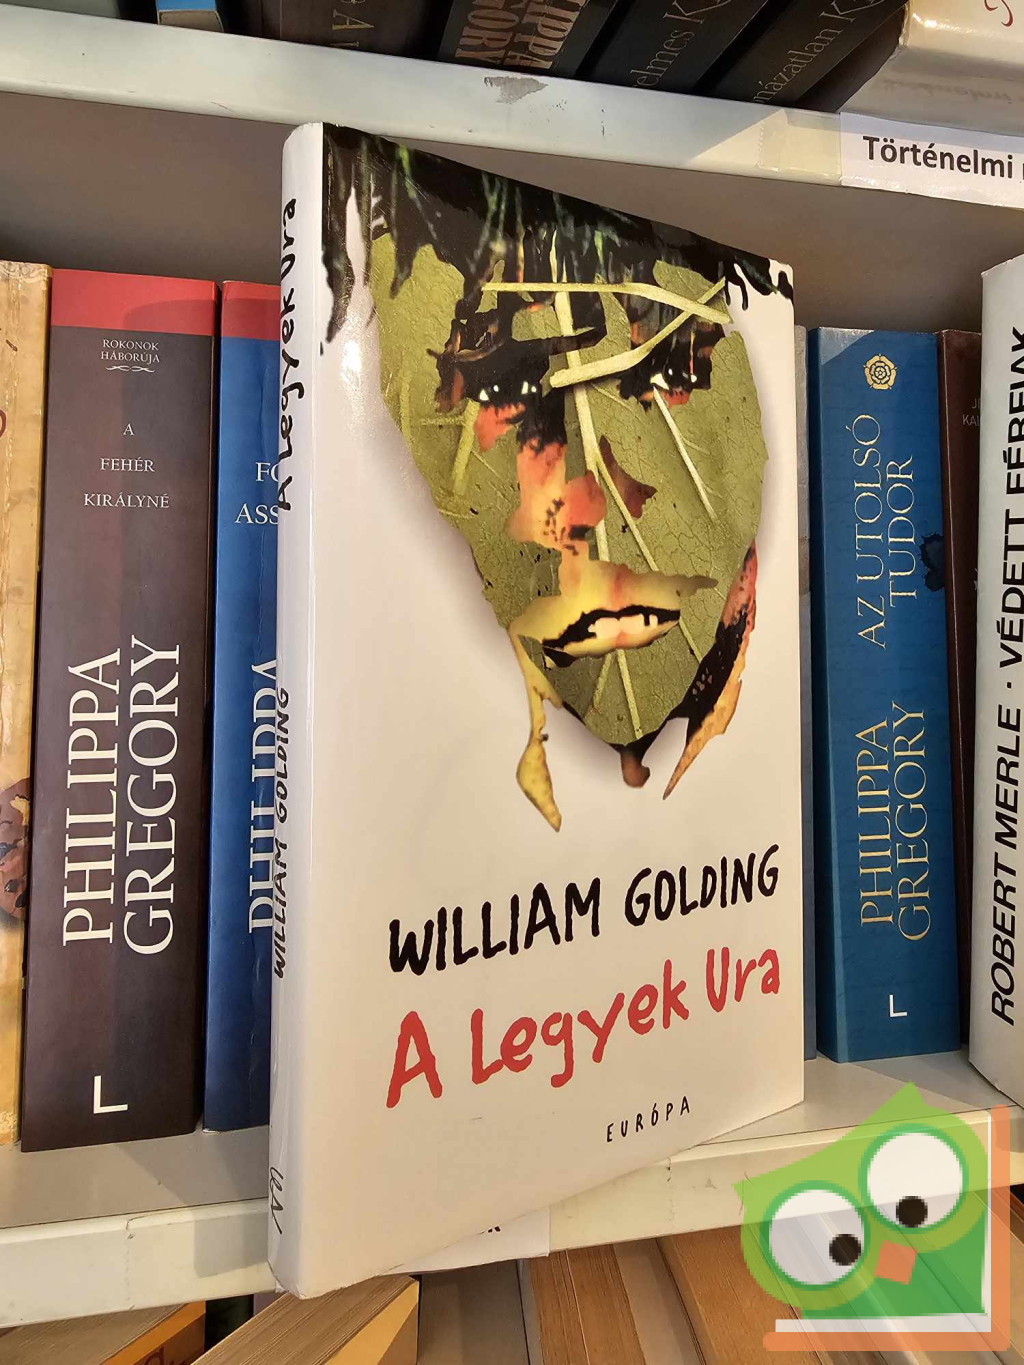 Történelmi
A Legyek Ura
WILLIAM GOLDING
WILLIAM GOLDING
A Legyek Ura
EURÓPA
ROKONOK
HÁBORÚJA
A
FEHÉR
KIRÁLYNÉ
PHILIPPA
GREGORY
L
PHILIPPA
AZ UTOLSÓ
TUDOR
PHILIPPA
GREGORY
L
ROBERT MERLE · VÉDETT FÉRFIAK